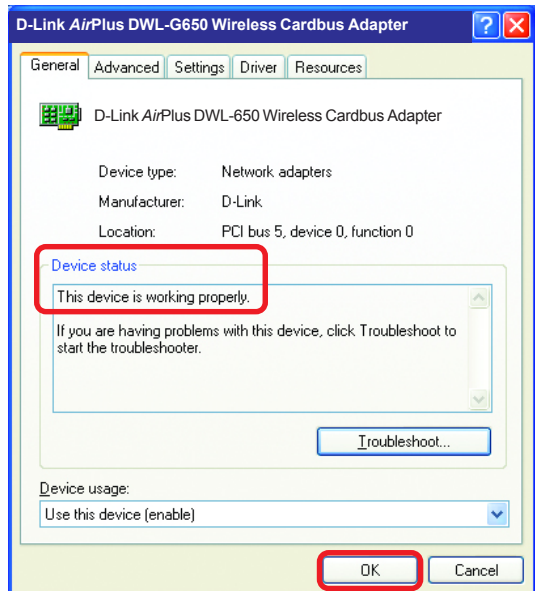 D-Link AirPlus DWL-G650 Wireless Cardbus Adapter
General Advanced Settings Driver Resources
D-Link AirPlus DWL-650 Wireless Cardbus Adapter
Device type: Network adapters
Manufacturer: D-Link
Location: PCI bus 5, device 0, function 0
Device status
This device is working properly.
If you are having problems with this device, click Troubleshoot to
start the troubleshooter.
Troubleshoot...
Device usage:
Use this device (enable)
OK Cancel